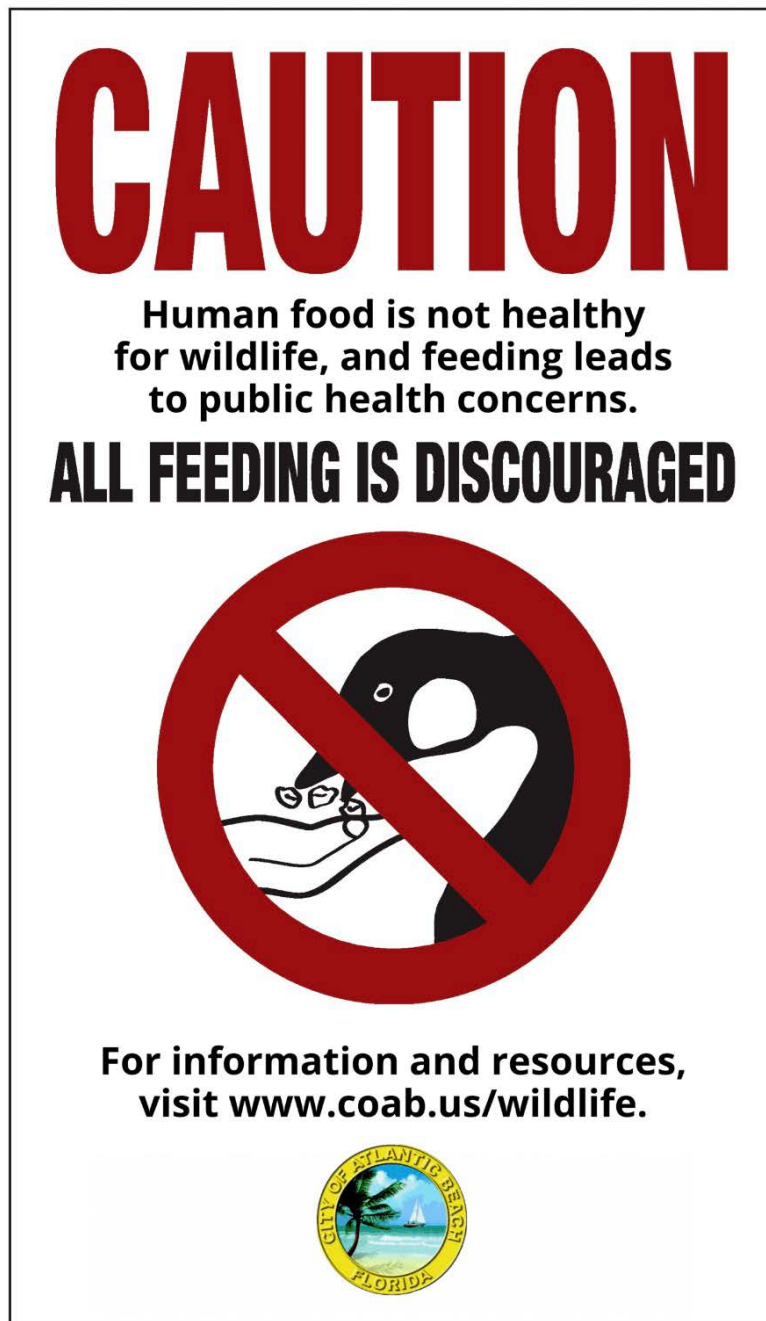 CAUTION
Human food is not healthy
for wildlife, and feeding leads
to public health concerns.
ALL FEEDING IS DISCOURAGED
For information and resources,
visit www.coab.us/wildlife.
CITY OF ATLANTIC BEACH
FLORIDA